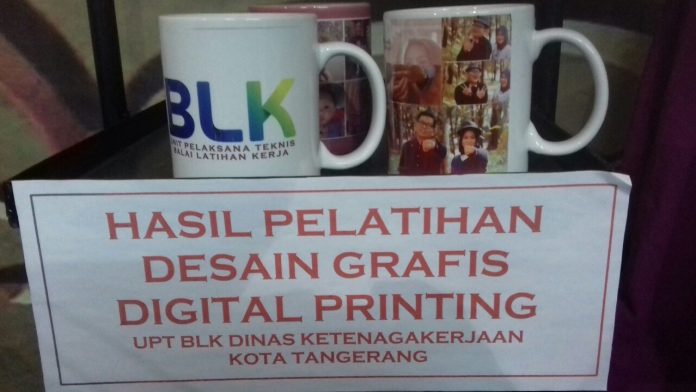 BLK
UNIT PELAKSANA TEKNIS
BALAI LATIHAN KERJA
HASIL PELATIHAN
DESAIN GRAFIS
DIGITAL PRINTING
UPT BLK DINAS KETENAGAKERJAAN
KOTA TANGERANG